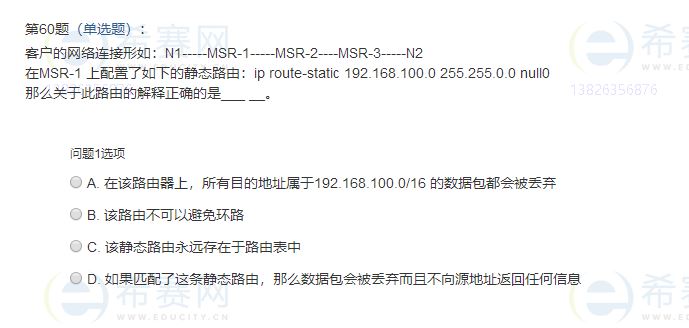 第60题（单选题）：
客户的网络连接形如：N1-----MSR-1-----MSR-2----MSR-3-----N2
在MSR-1 上配置了如下的静态路由：ip route-static 192.168.100.0 255.255.0.0 null0
那么关于此路由的解释正确的是___ __。
问题1选项
A. 在该路由器上，所有目的地址属于192.168.100.0/16 的数据包都会被丢弃
B. 该路由不可以避免环路
C. 该静态路由永远存在于路由表中
D. 如果匹配了这条静态路由，那么数据包会被丢弃而且不向源地址返回任何信息
希赛网
WWW.EDUCITY.CN
希赛
13826356876
希赛网
WWW.EDUCITY.CN
希赛
WWW.EDU